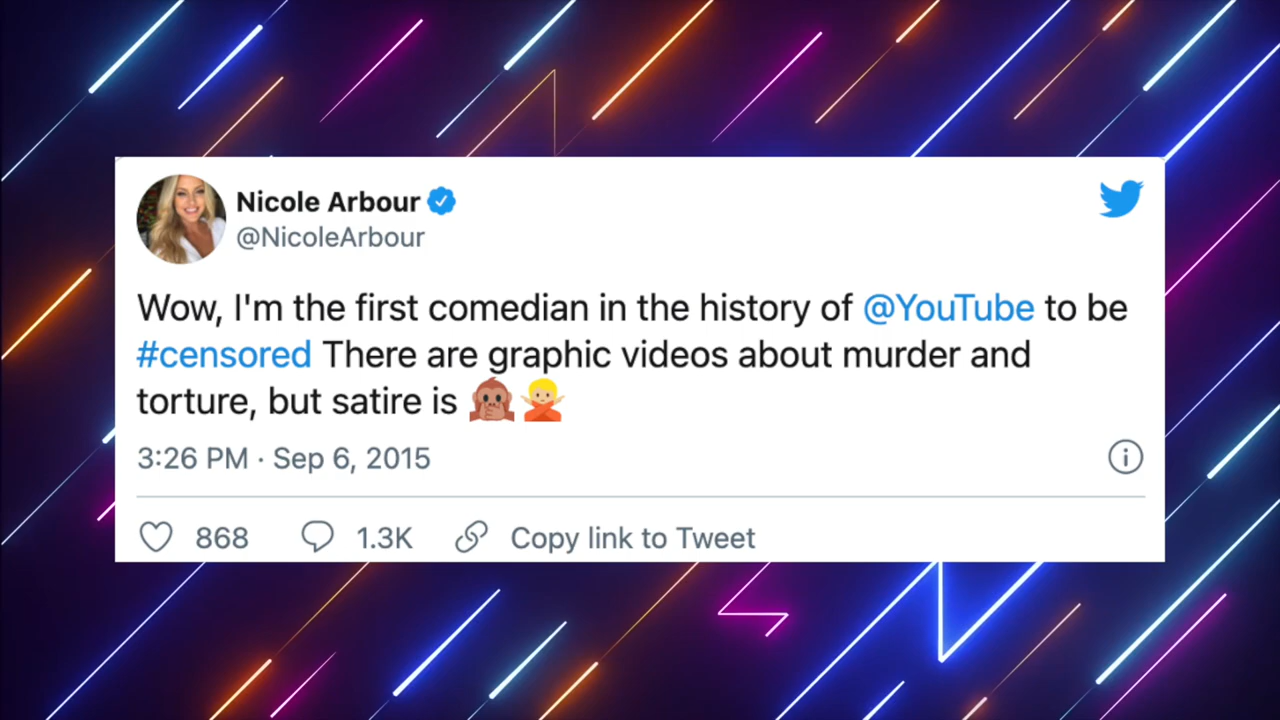 Nicole Arbour
@NicoleArbour
Wow, I'm the first comedian in the history of @YouTube to be
#censored There are graphic videos about murder and
torture, but satire is 🙊🙅🏼
3:26 PM · Sep 6, 2015
868 1.3K Copy link to Tweet